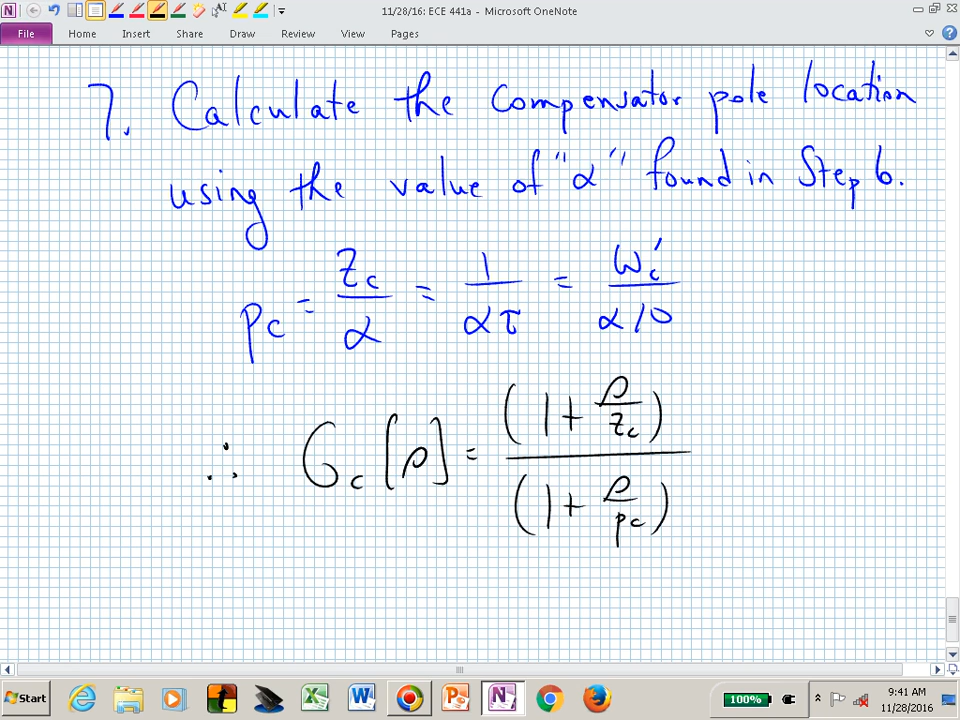 11/28/16: ECE 441a - Microsoft OneNote
File Home Insert Share Draw Review View Pages
7. Calculate the compensator pole location
using the value of "α" found in Step 6.
pc = zc/α = 1/ατ = ωc'/α10
∴ Gc[s] = (1 + s/zc) / (1 + s/pc)
Start 100% 9:41 AM
11/28/2016